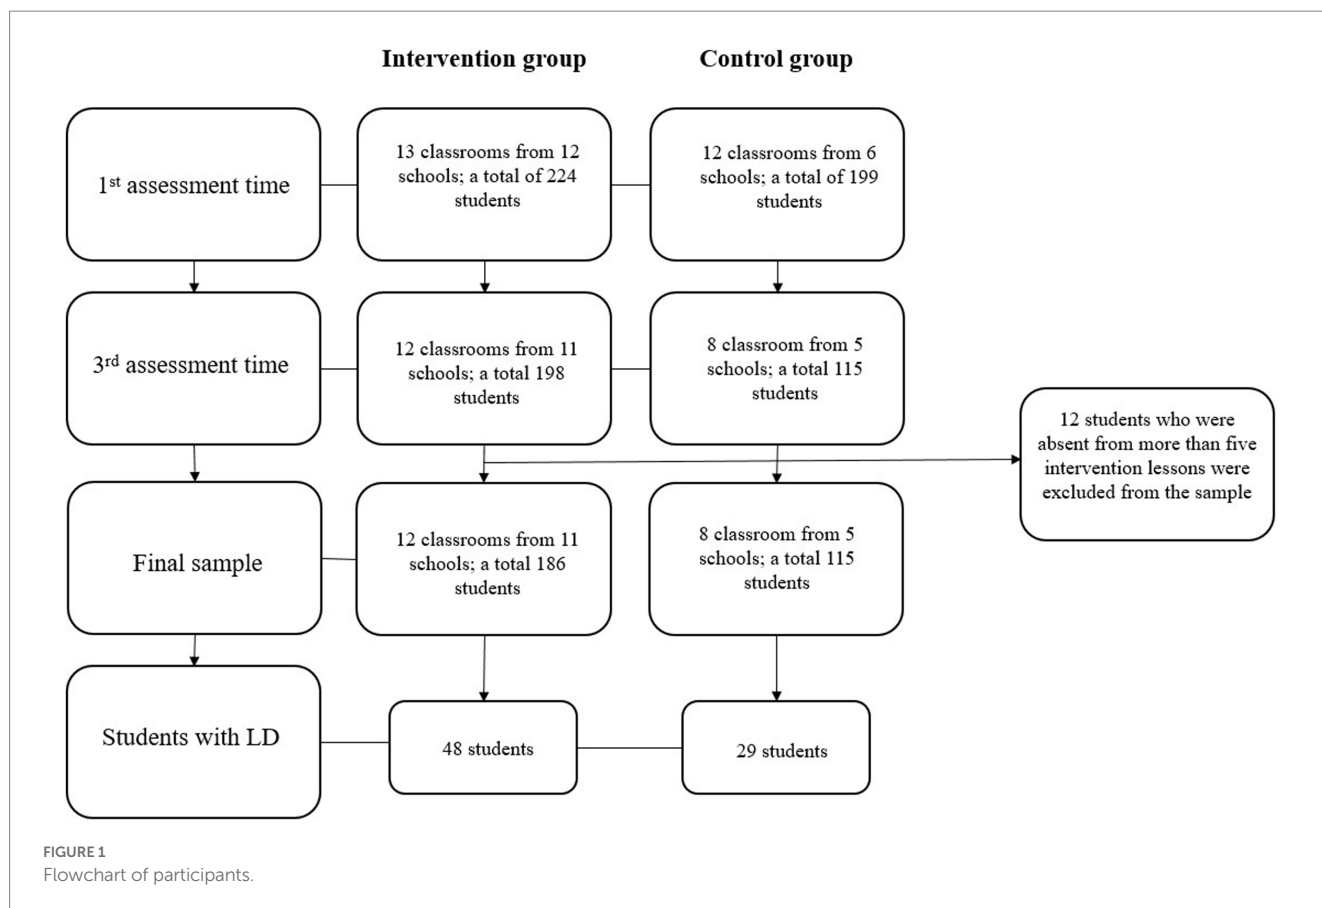 Intervention group
Control group
1st assessment time
13 classrooms from 12
schools; a total of 224
students
12 classrooms from 6
schools; a total of 199
students
3rd assessment time
12 classrooms from 11
schools; a total 198
students
8 classroom from 5
schools; a total 115
students
12 students who were
absent from more than five
intervention lessons were
excluded from the sample
Final sample
12 classrooms from 11
schools; a total 186
students
8 classroom from 5
schools; a total 115
students
Students with LD
48 students
29 students
FIGURE 1
Flowchart of participants.